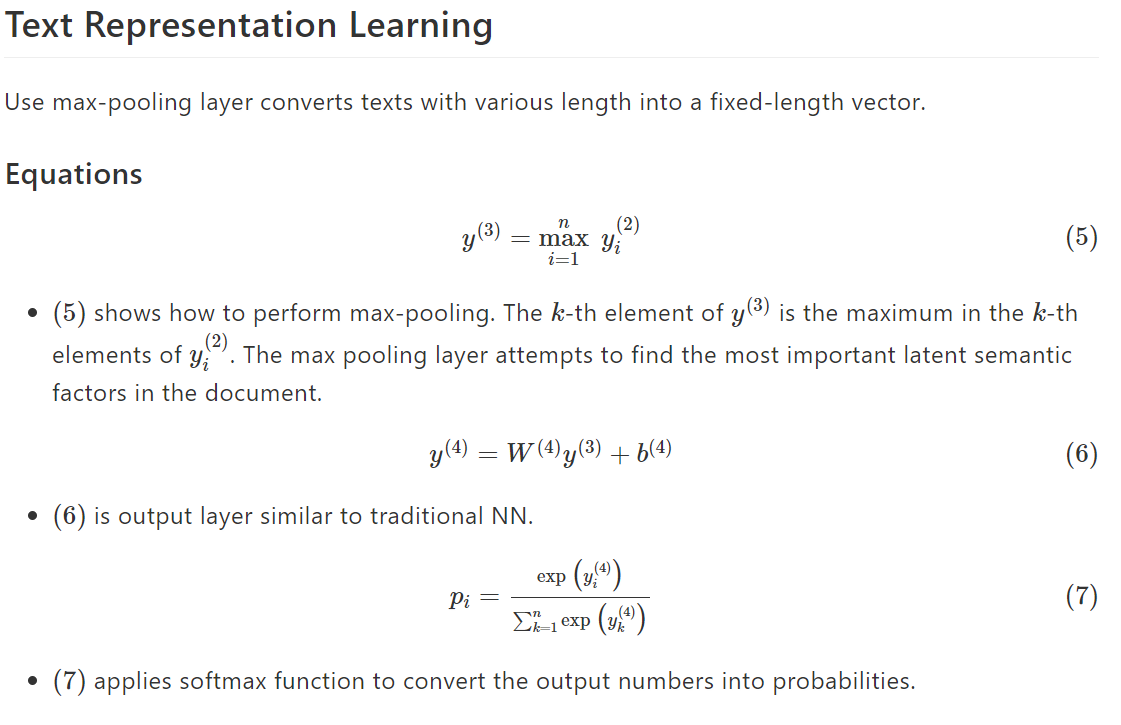 Text Representation Learning
Use max-pooling layer converts texts with various length into a fixed-length vector.
Equations
$$y^{(3)} = \max_{i=1}^{n} y_i^{(2)}$$ (5)
• (5) shows how to perform max-pooling. The $k$-th element of $y^{(3)}$ is the maximum in the $k$-th
elements of $y_i^{(2)}$. The max pooling layer attempts to find the most important latent semantic
factors in the document.
$$y^{(4)} = W^{(4)}y^{(3)} + b^{(4)}$$ (6)
• (6) is output layer similar to traditional NN.
$$p_i = \frac{\exp\left(y_i^{(4)}\right)}{\sum_{k=1}^{n} \exp\left(y_k^{(4)}\right)}$$ (7)
• (7) applies softmax function to convert the output numbers into probabilities.